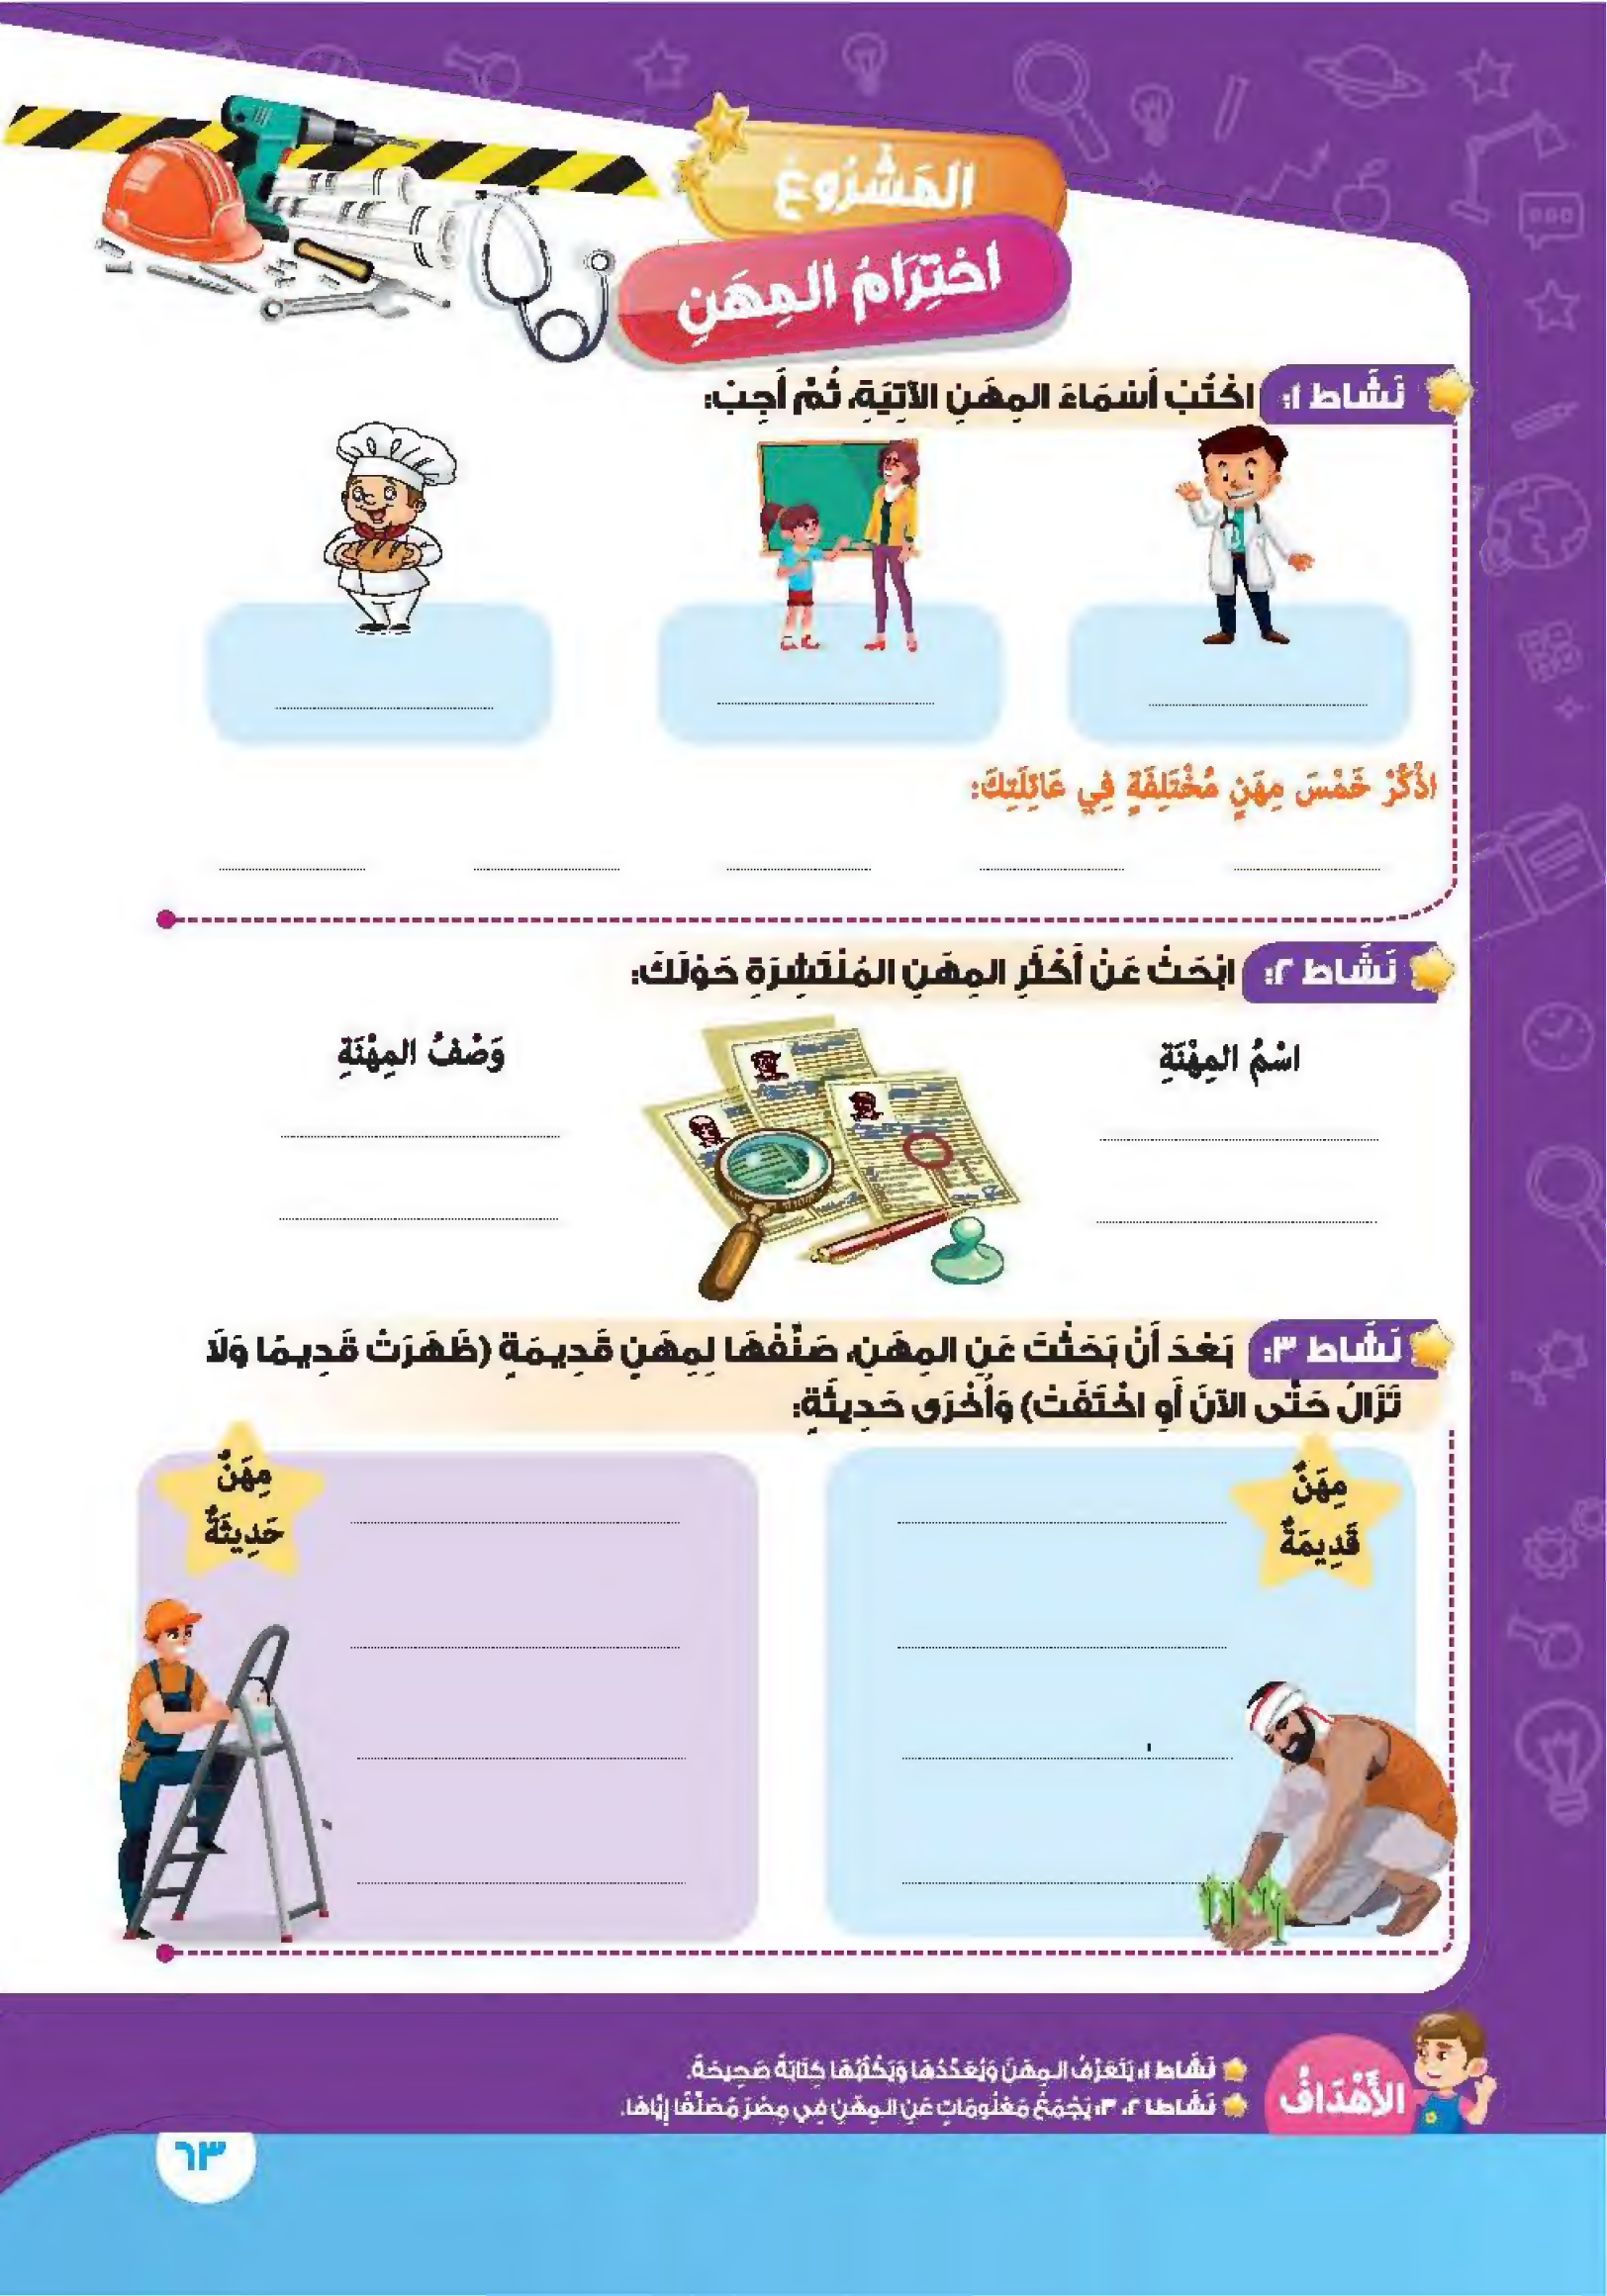 المَشْرُوعُ
احْتِرَامُ المِهَنِ
نَشَاط ١: اكْتُبْ أَسْمَاءَ المِهَنِ الآتِيَةِ، ثُمَّ أَجِبْ:
اذْكُرْ خَمْسَ مِهَنٍ مُخْتَلِفَةٍ فِي عَائِلَتِكَ:
نَشَاط ٢: ابْحَثْ عَنْ أَكْثَرِ المِهَنِ المُنْتَشِرَةِ حَوْلَكَ:
اسْمُ المِهْنَةِ
وَصْفُ المِهْنَةِ
نَشَاط ٣: بَعْدَ أَنْ بَحَثْتَ عَنِ المِهَنِ، صَنِّفْهَا لِمِهَنٍ قَدِيمَةٍ (ظَهَرَتْ قَدِيمًا وَلَا
تَزَالُ حَتَّى الآنَ أَوِ اخْتَفَتْ) وَأُخْرَى حَدِيثَةٍ:
مِهَنٌ
قَدِيمَةٌ
مِهَنٌ
حَدِيثَةٌ
الأَهْدَافُ
نَشَاط ١: يَتَعَرَّفُ المِهَنَ وَيُعَدِّدُهَا وَيَكْتُبُهَا كِتَابَةً صَحِيحَةً.
نَشَاطا ٢، ٣: يَجْمَعُ مَعْلُومَاتٍ عَنِ المِهَنِ فِي مِصْرَ مُصَنِّفًا إِيَّاهَا.
٦٣